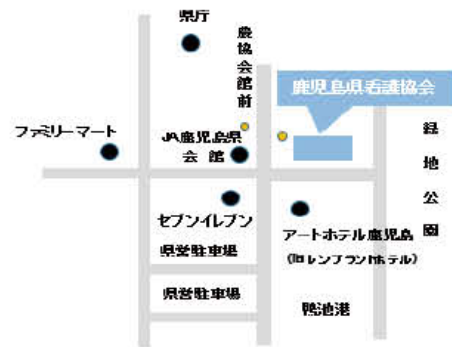 県庁
農協会館前
鹿児島県看護協会
ファミリーマート
JA鹿児島県
会館
緑地公園
セブンイレブン
アートホテル鹿児島
(旧レンブラントホテル)
県営駐車場
県営駐車場
鴨池港